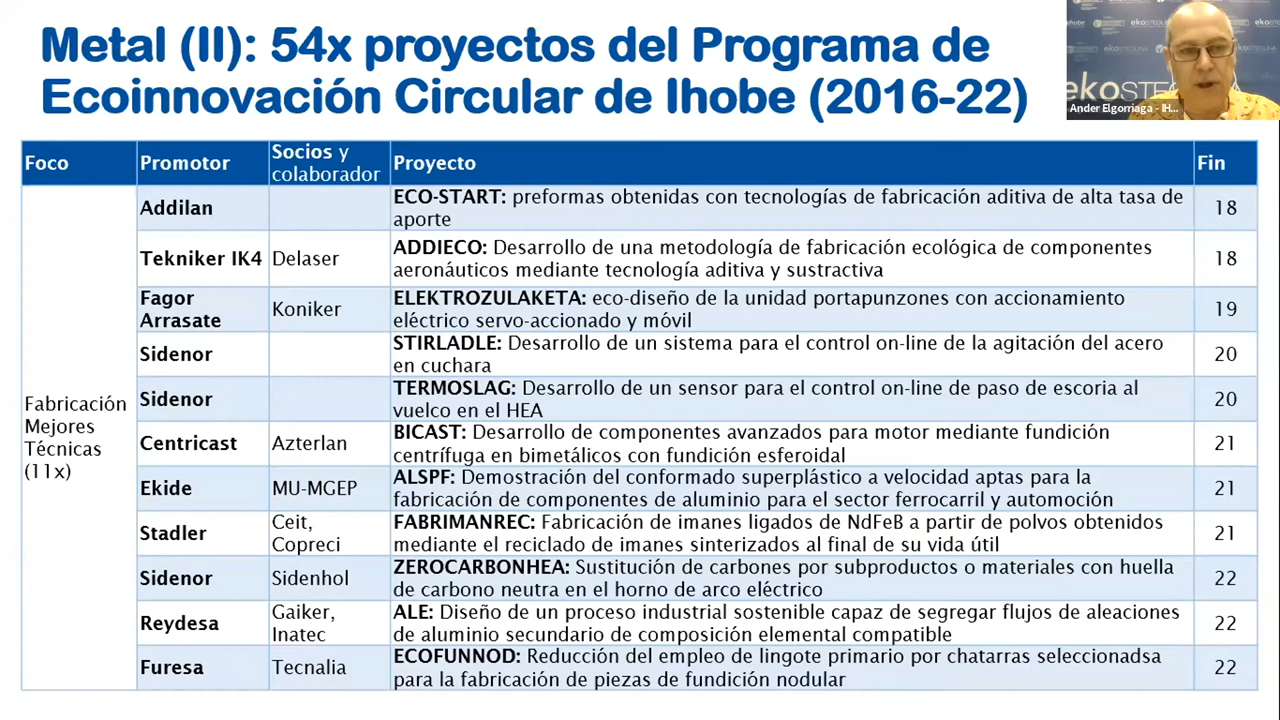 Metal (II): 54x proyectos del Programa de
Ecoinnovación Circular de Ihobe (2016-22)
eko
Ander Elgorriaga - IH...
Foco
Promotor
Socios y
colaborador
Proyecto
Fin
Fabricación
Mejores
Técnicas
(11x)
Addilan
ECO-START: preformas obtenidas con tecnologías de fabricación aditiva de alta tasa de
aporte
18
Tekniker IK4
Delaser
ADDIECO: Desarrollo de una metodología de fabricación ecológica de componentes
aeronáuticos mediante tecnología aditiva y sustractiva
18
Fagor
Arrasate
Koniker
ELEKTROZULAKETA: eco-diseño de la unidad portapunzones con accionamiento
eléctrico servo-accionado y móvil
19
Sidenor
STIRLADLE: Desarrollo de un sistema para el control on-line de la agitación del acero
en cuchara
20
Sidenor
TERMOSLAG: Desarrollo de un sensor para el control on-line de paso de escoria al
vuelco en el HEA
20
Centricast
Azterlan
BICAST: Desarrollo de componentes avanzados para motor mediante fundición
centrífuga en bimetálicos con fundición esferoidal
21
Ekide
MU-MGEP
ALSPF: Demostración del conformado superplástico a velocidad aptas para la
fabricación de componentes de aluminio para el sector ferrocarril y automoción
21
Stadler
Ceit,
Copreci
FABRIMANREC: Fabricación de imanes ligados de NdFeB a partir de polvos obtenidos
mediante el reciclado de imanes sinterizados al final de su vida útil
21
Sidenor
Sidenhol
ZEROCARBONHEA: Sustitución de carbones por subproductos o materiales con huella
de carbono neutra en el horno de arco eléctrico
22
Reydesa
Gaiker,
Inatec
ALE: Diseño de un proceso industrial sostenible capaz de segregar flujos de aleaciones
de aluminio secundario de composición elemental compatible
22
Furesa
Tecnalia
ECOFUNNOD: Reducción del empleo de lingote primario por chatarras seleccionadsa
para la fabricación de piezas de fundición nodular
22